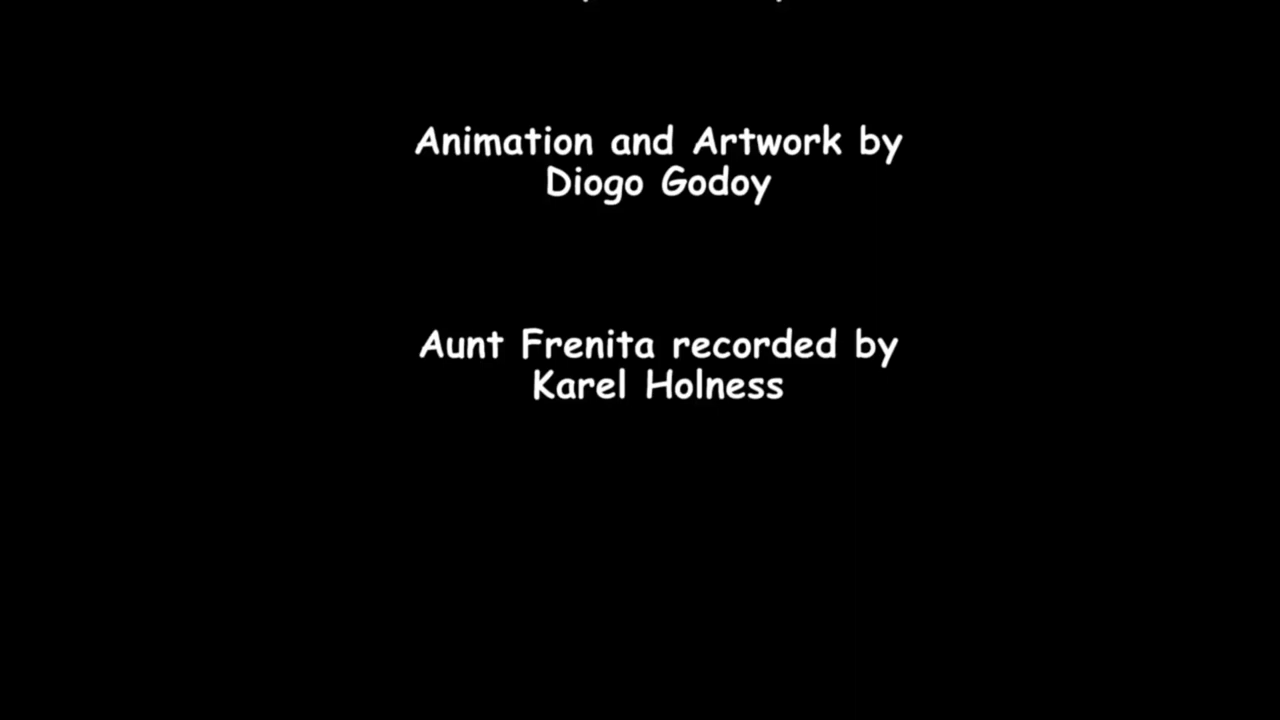 Animation and Artwork by
Diogo Godoy
Aunt Frenita recorded by
Karel Holness